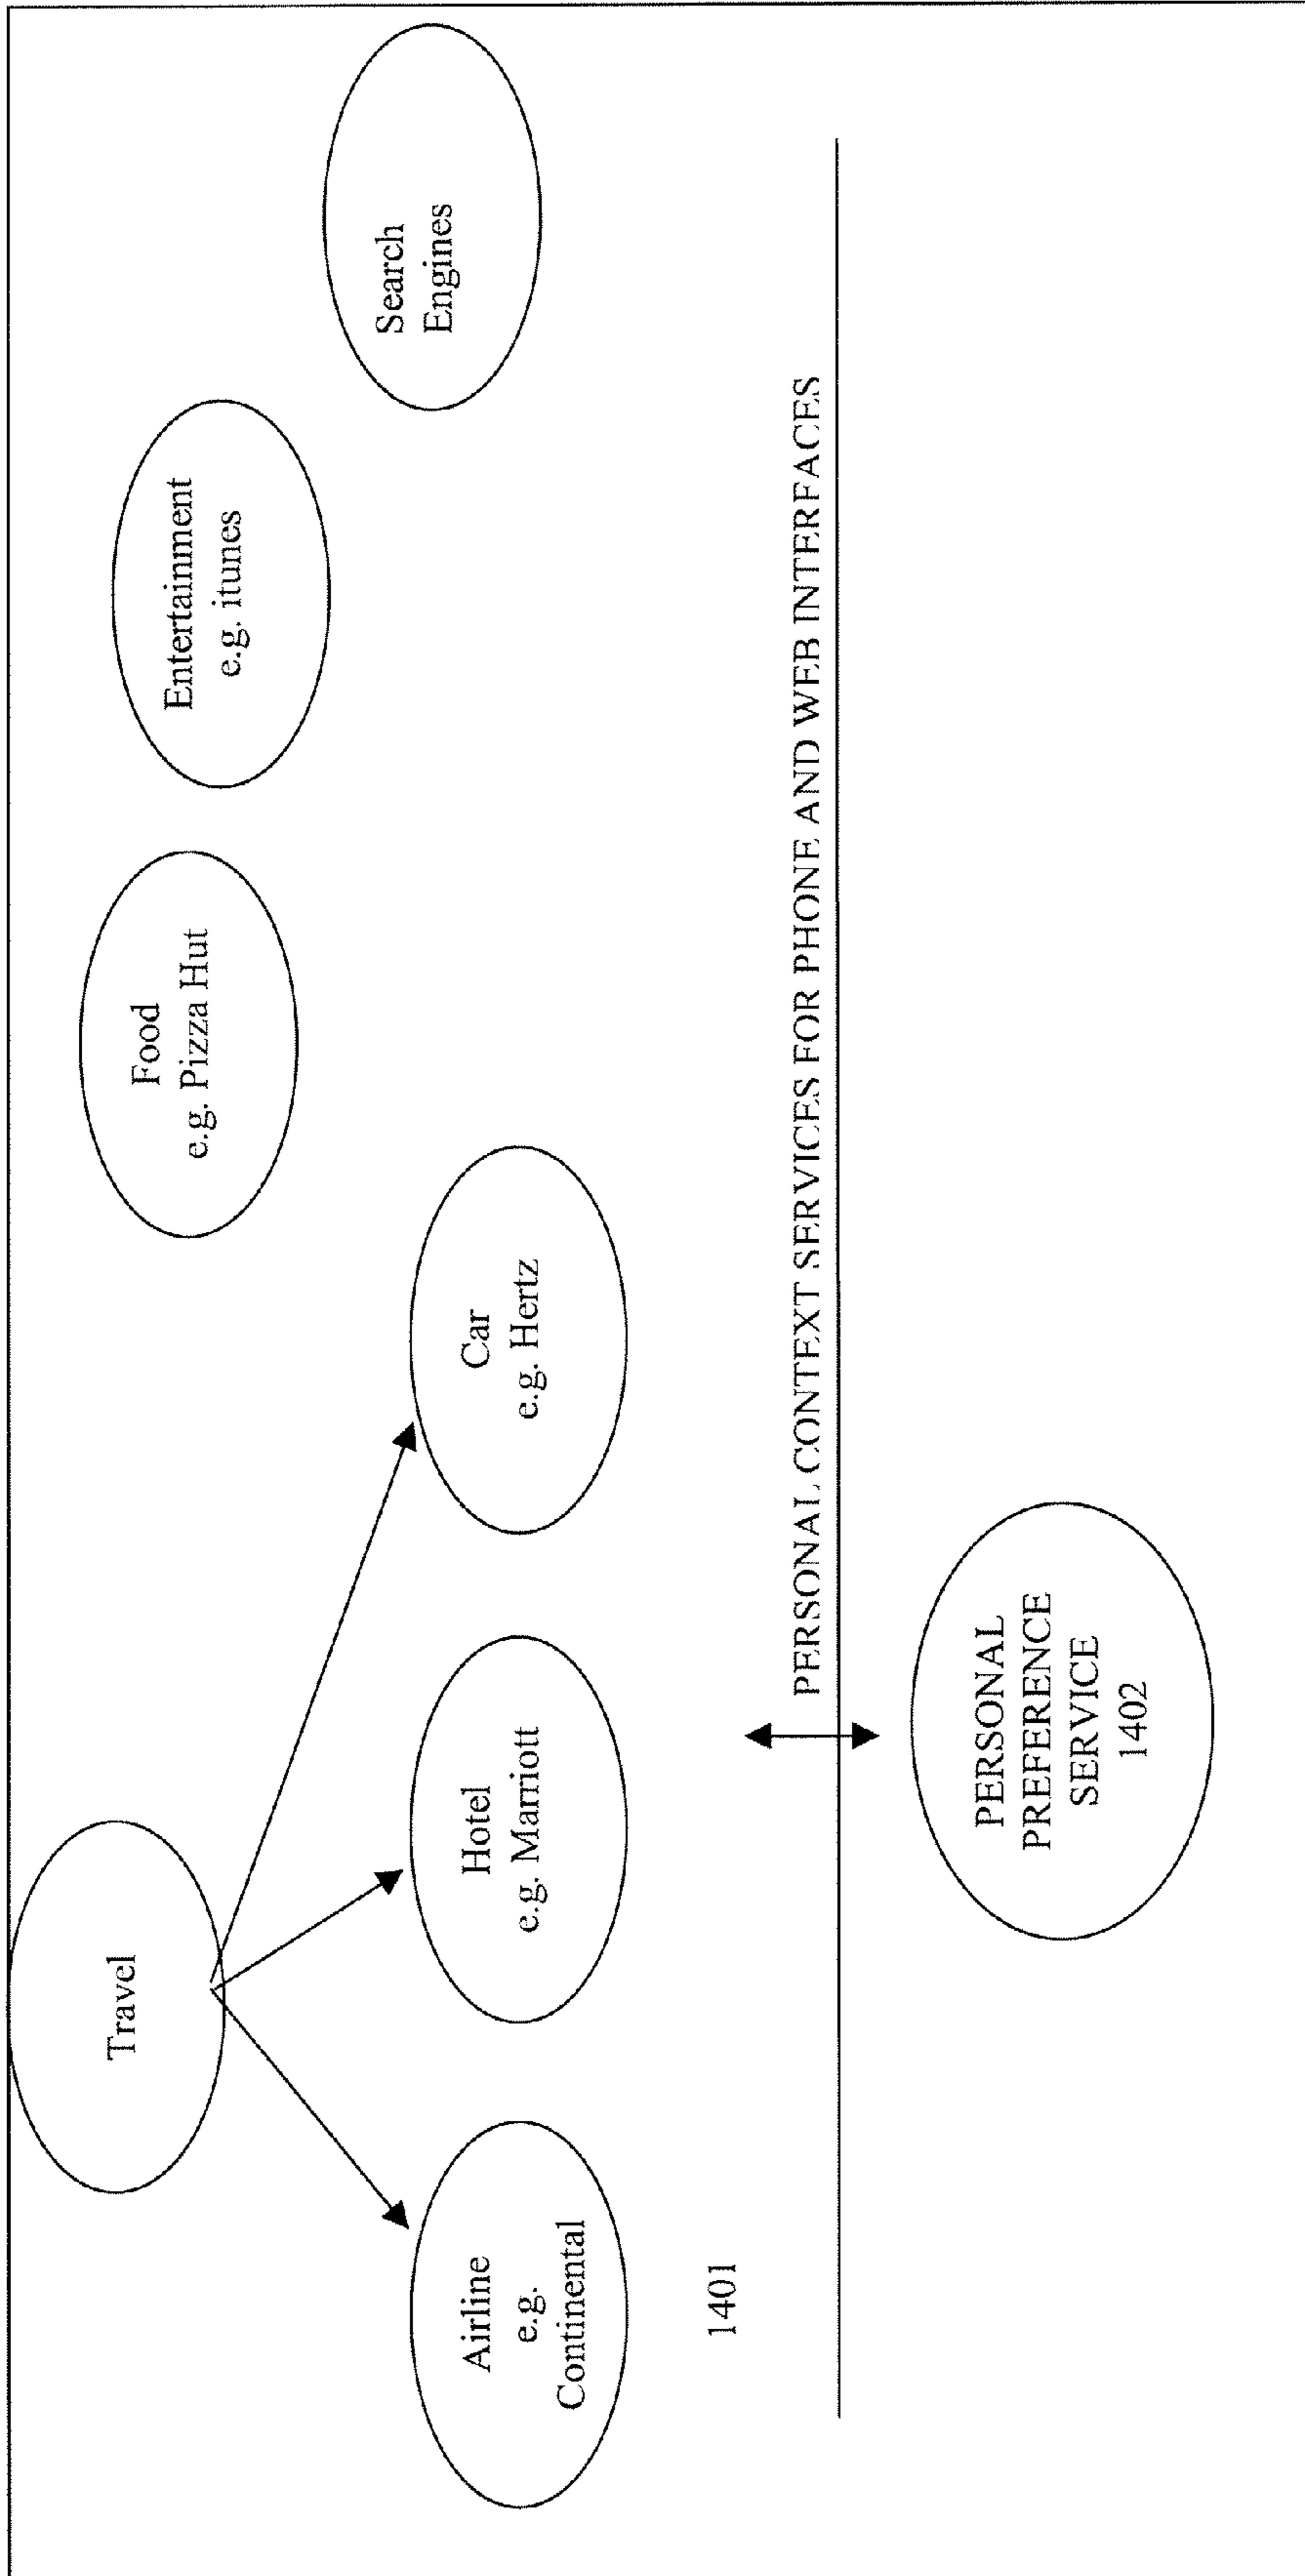 Travel
Food
e.g. Pizza Hut
Entertainment
e.g. itunes
Search
Engines
Airline
e.g.
Continental
Hotel
e.g. Marriott
Car
e.g. Hertz
1401
PERSONAL CONTEXT SERVICES FOR PHONE AND WEB INTERFACES
PERSONAL
PREFERENCE
SERVICE
1402